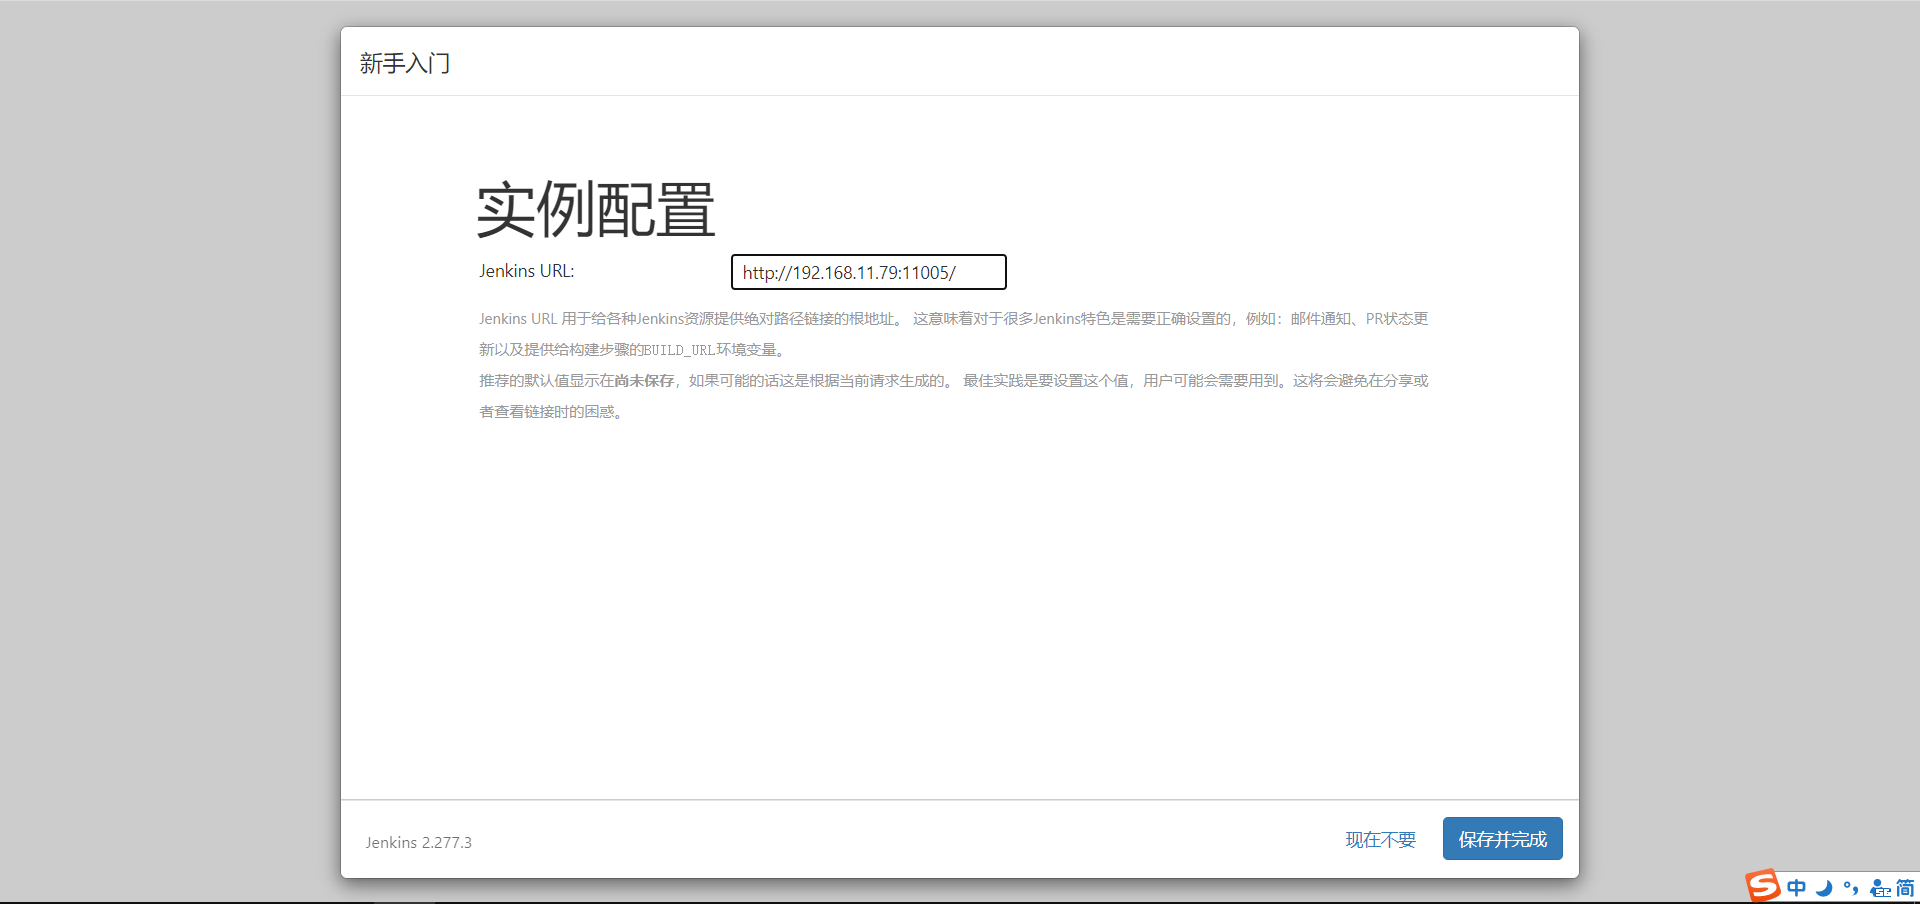 新手入门
实例配置
Jenkins URL:
http://192.168.11.79:11005/
Jenkins URL 用于给各种Jenkins资源提供绝对路径链接的根地址。 这意味着对于很多Jenkins特色是需要正确设置的，例如：邮件通知、PR状态更
新以及提供给构建步骤的BUILD_URL环境变量。
推荐的默认值显示在尚未保存，如果可能的话这是根据当前请求生成的。 最佳实践是要设置这个值，用户可能会需要用到。这将会避免在分享或
者查看链接时的困惑。
Jenkins 2.277.3
现在不要
保存并完成
S 中 简